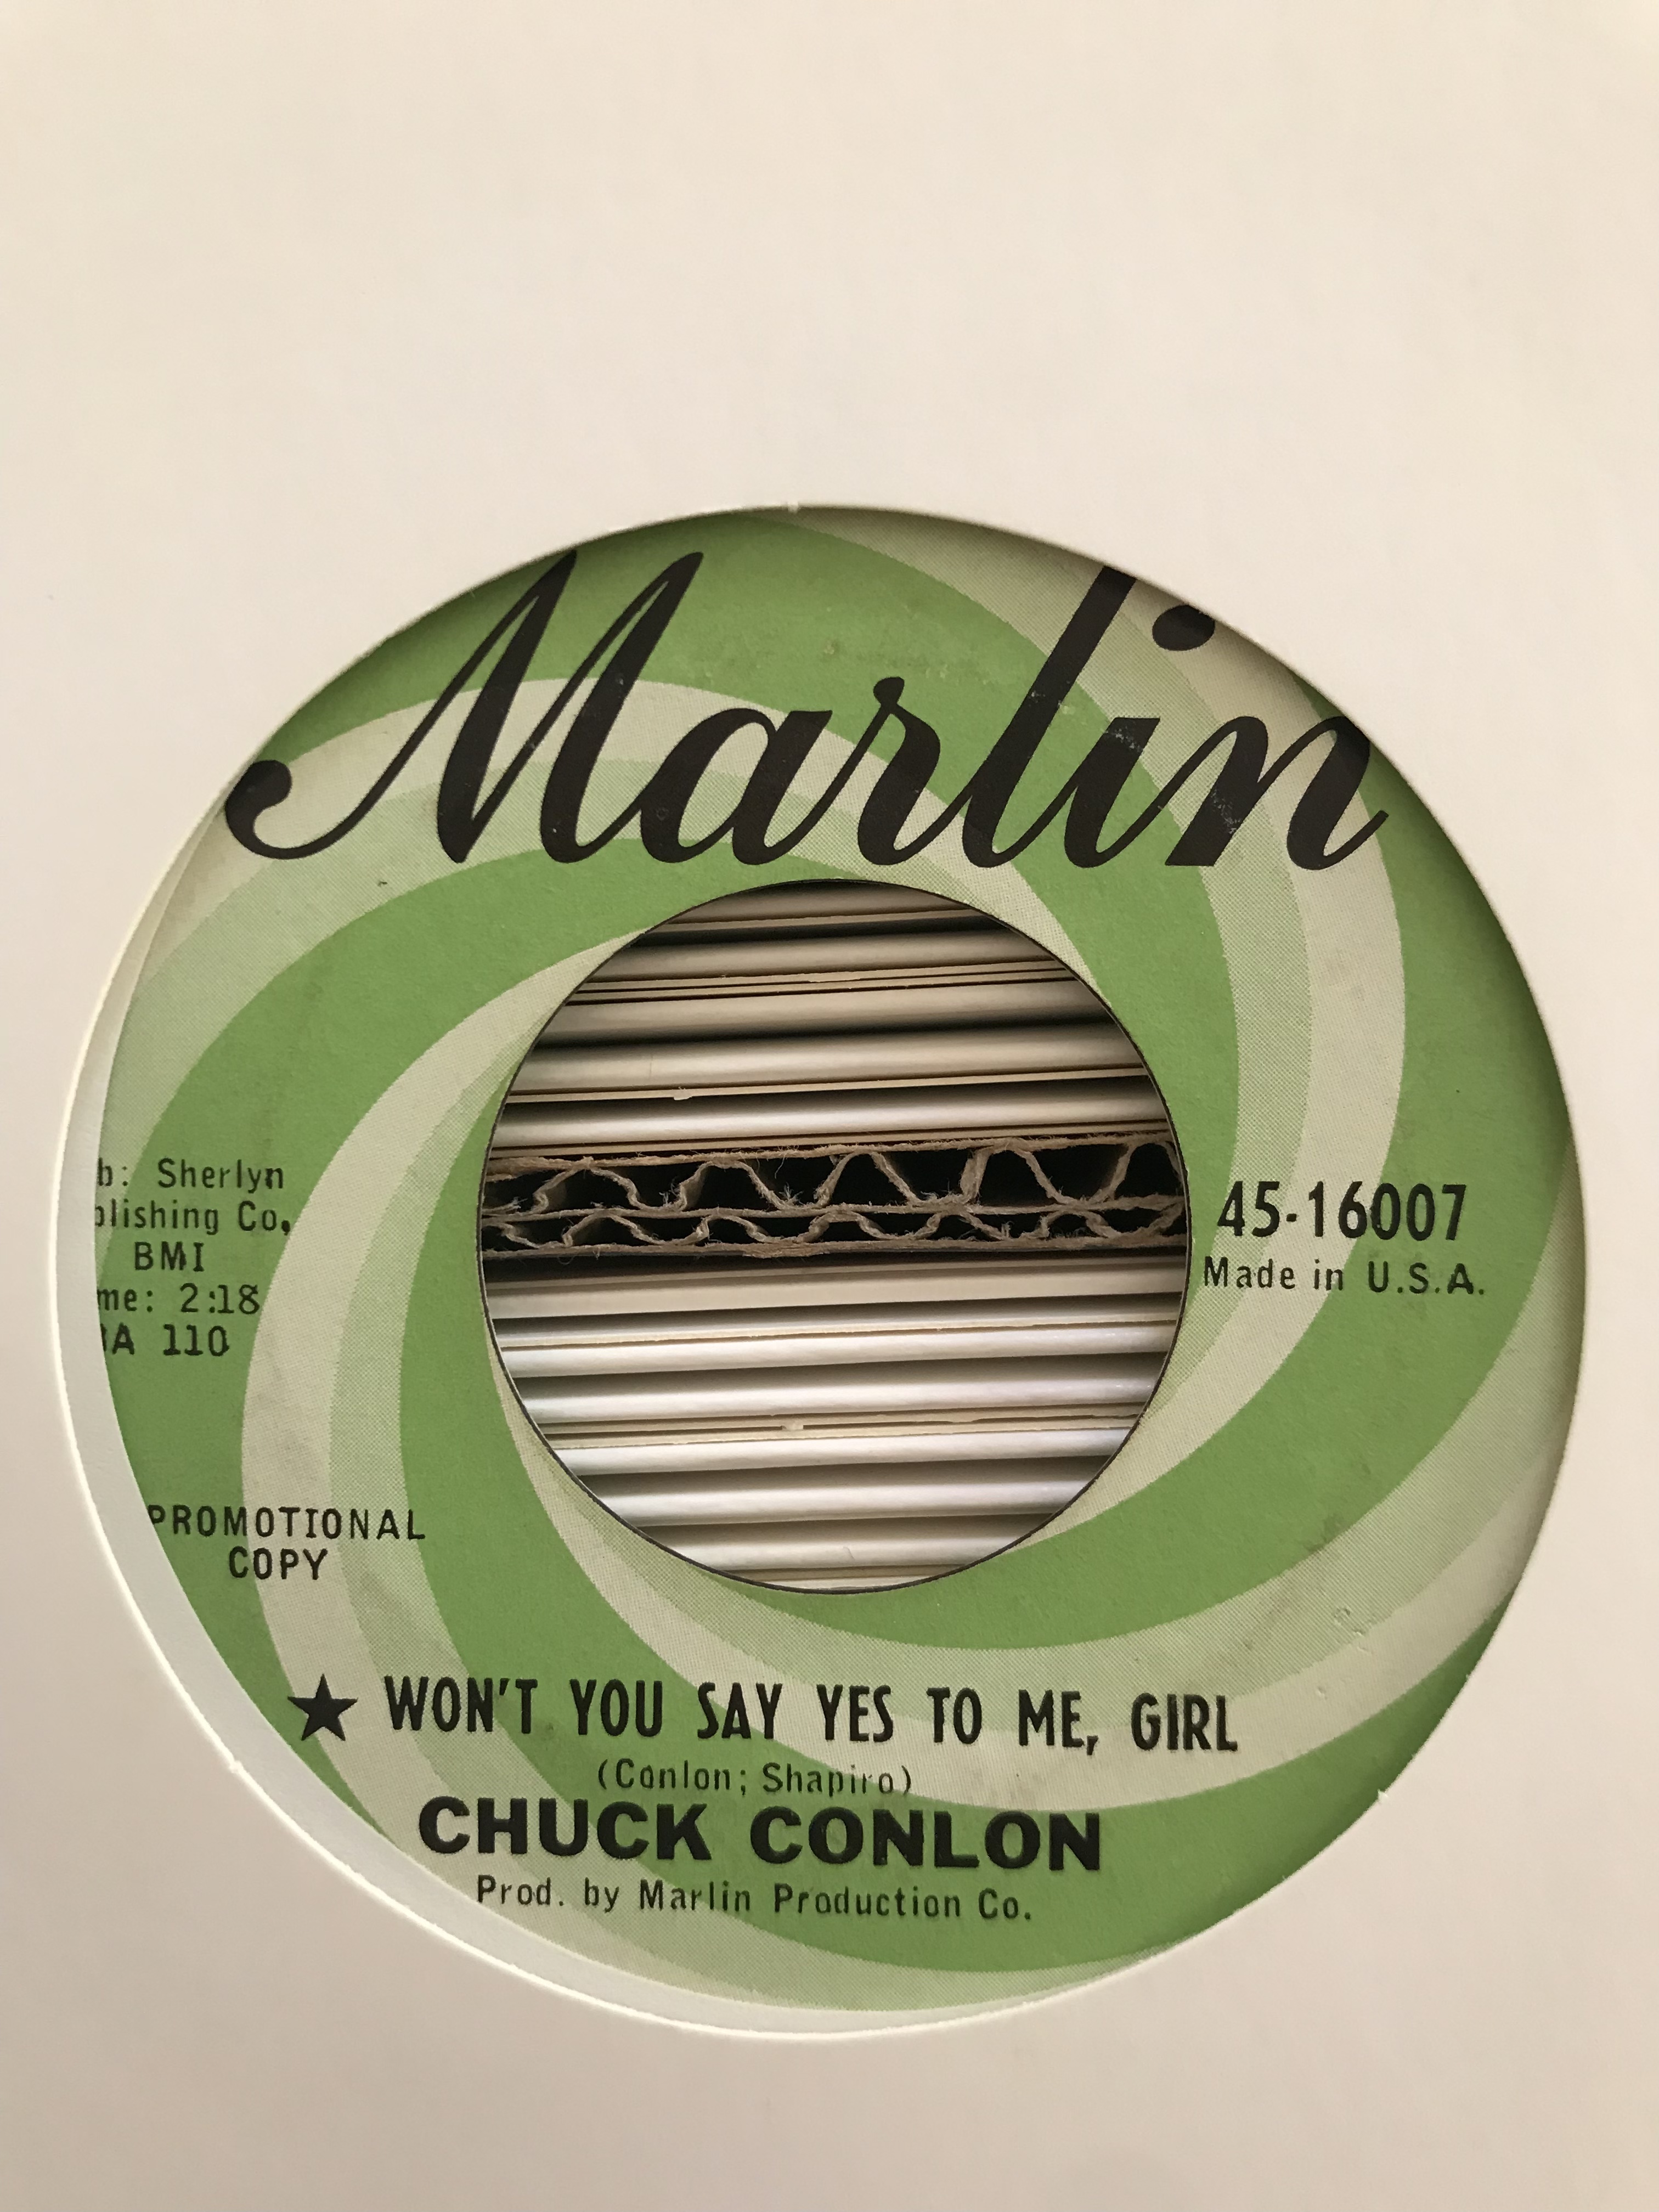 Marlin
b: Sherlyn
blishing Co,
BMI
me: 2:18
A 110
45-16007
Made in U.S.A.
PROMOTIONAL
COPY
★ WON'T YOU SAY YES TO ME, GIRL
(Conlon; Shapiro)
CHUCK CONLON
Prod. by Marlin Production Co.